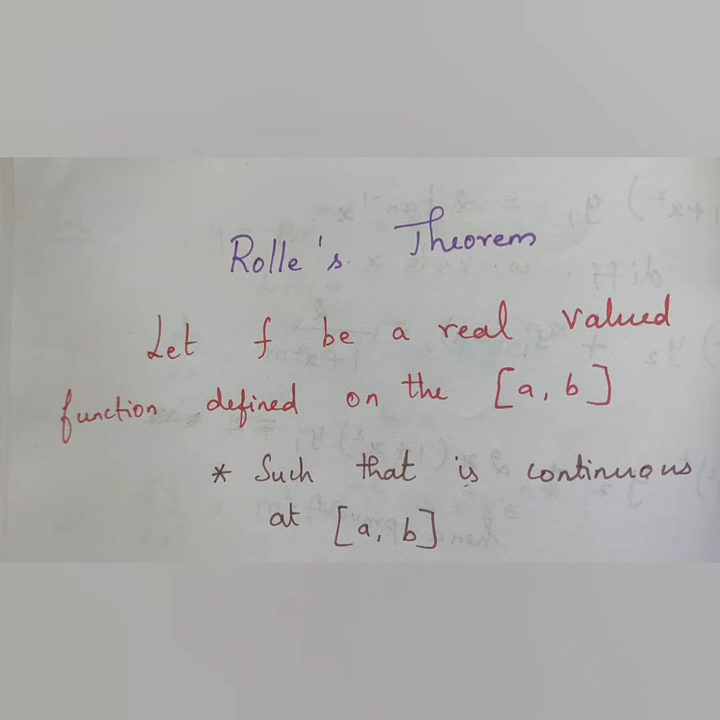 Rolle's Theorem
Let f be a real valued
function defined on the [a, b]
* Such that is continuous
at [a, b]